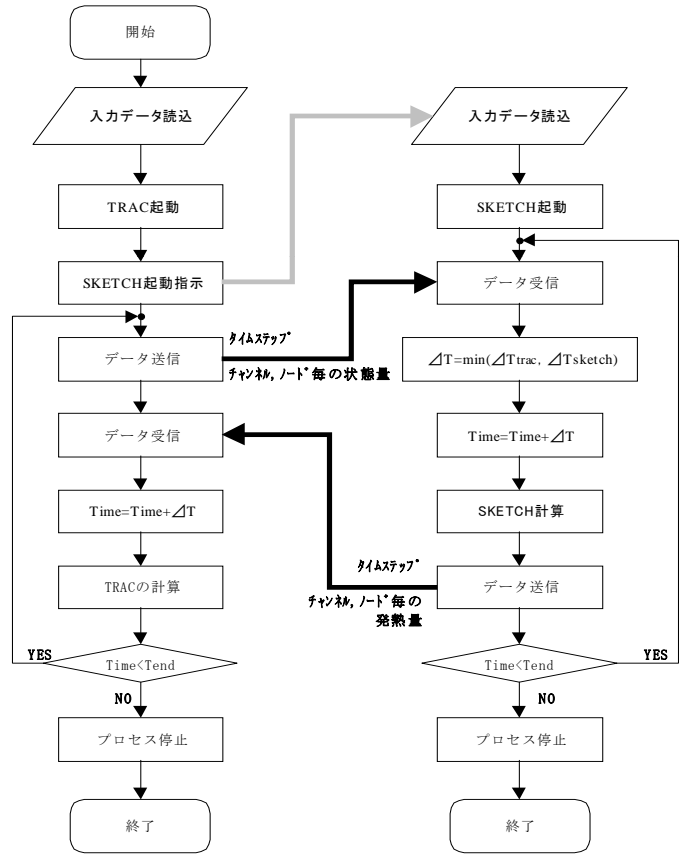 開始
入力データ読込
TRAC起動
SKETCH起動指示
データ送信
データ受信
Time=Time+⊿T
TRACの計算
Time<Tend
YES
NO
プロセス停止
終了
タイムステップ
チャンネル, ノード毎の状態量
タイムステップ
チャンネル, ノード毎の
発熱量
入力データ読込
SKETCH起動
データ受信
⊿T=min(⊿Ttrac, ⊿Tsketch)
Time=Time+⊿T
SKETCH計算
データ送信
Time<Tend
YES
NO
プロセス停止
終了